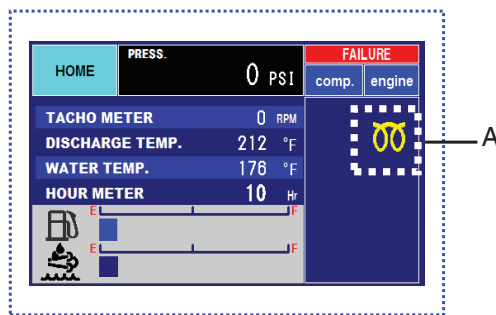 HOME
PRESS.
0 PSI
FAILURE
comp. engine
TACHO METER 0 RPM
DISCHARGE TEMP. 212 °F
WATER TEMP. 176 °F
HOUR METER 10 Hr
E F
E F
A